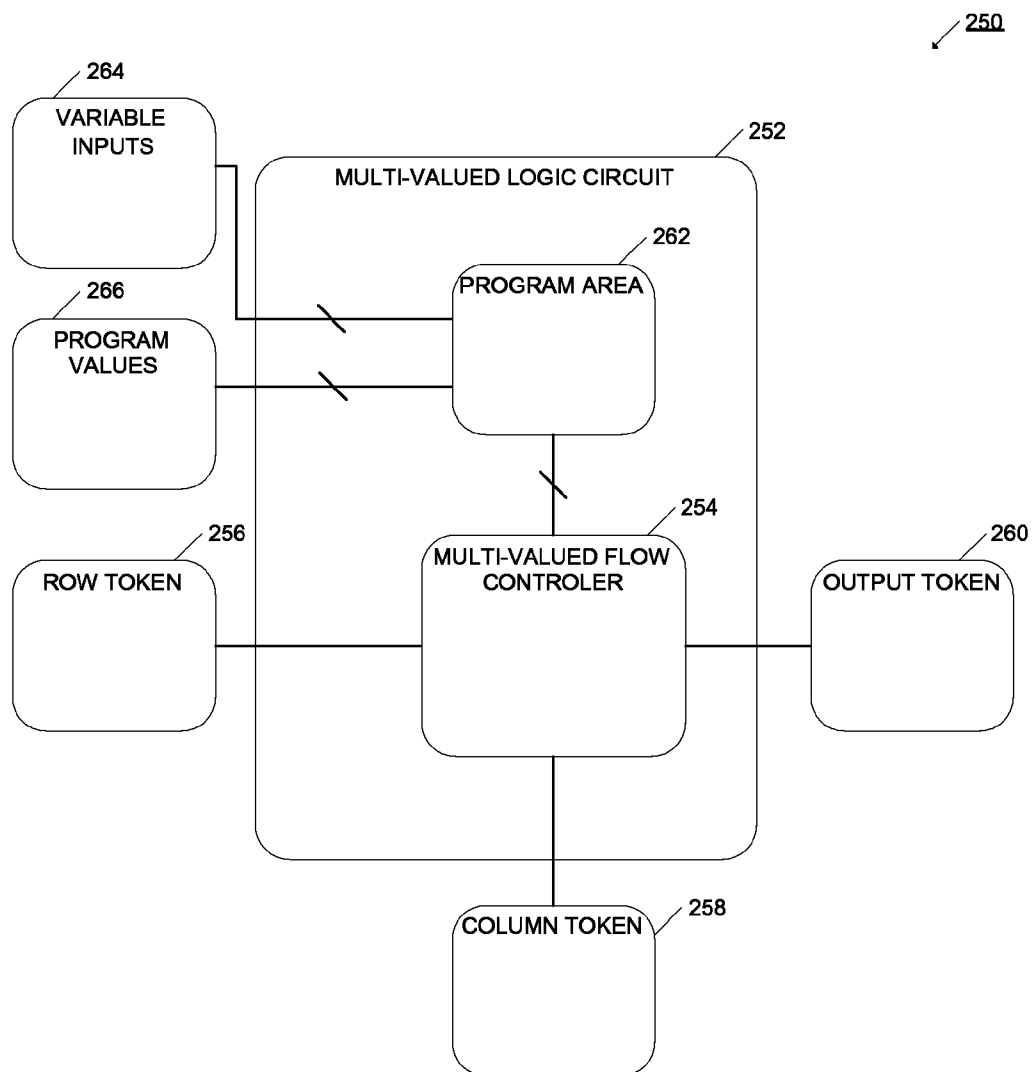 250
264
VARIABLE
INPUTS
252
MULTI-VALUED LOGIC CIRCUIT
262
PROGRAM AREA
266
PROGRAM
VALUES
256
ROW TOKEN
254
MULTI-VALUED FLOW
CONTROLER
260
OUTPUT TOKEN
258
COLUMN TOKEN